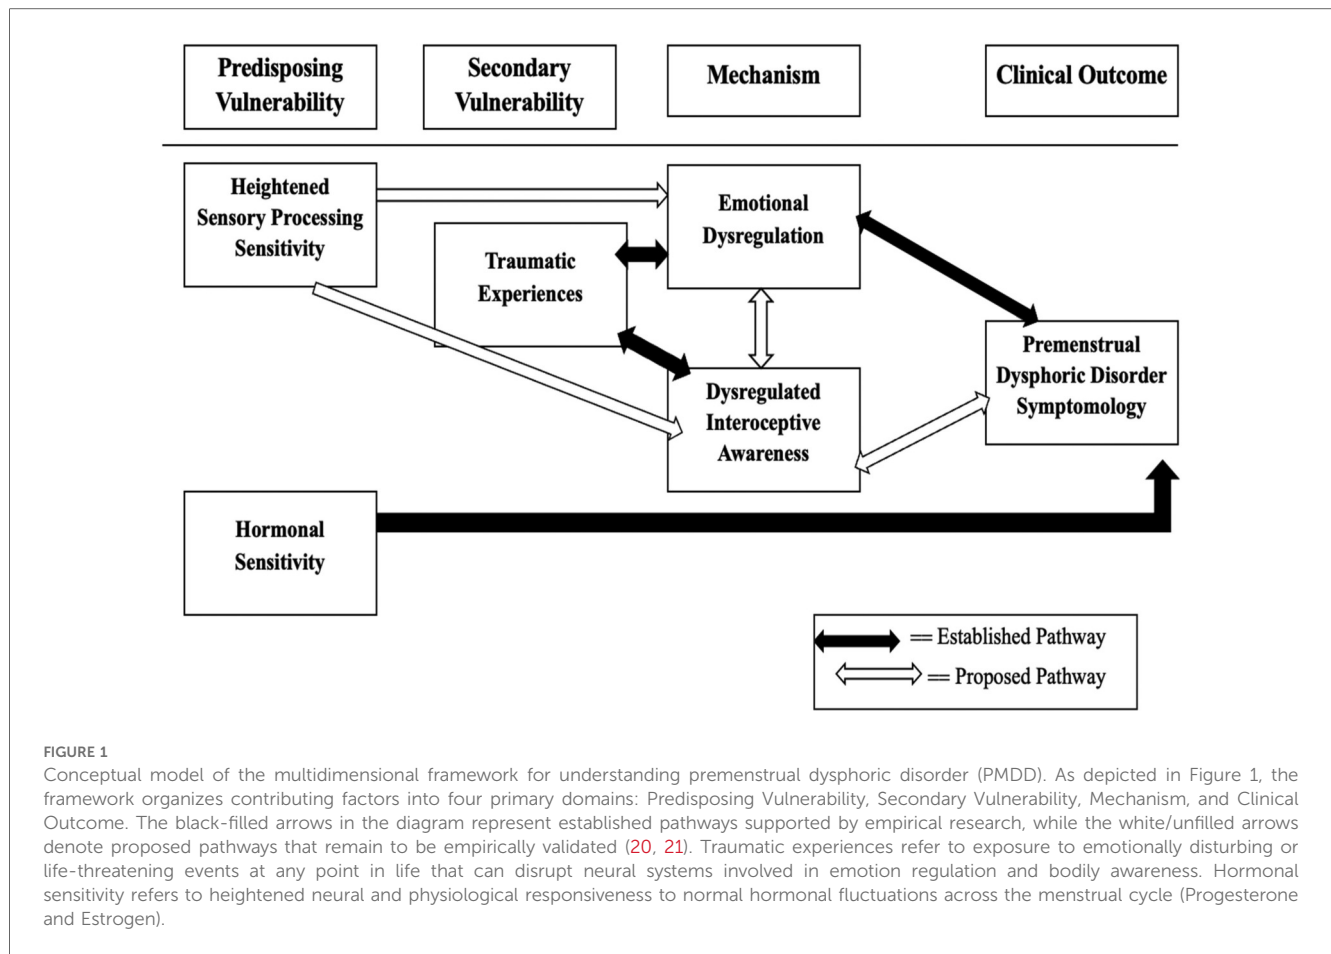 Predisposing
Vulnerability
Secondary
Vulnerability
Mechanism
Clinical Outcome
Heightened
Sensory Processing
Sensitivity
Emotional
Dysregulation
Traumatic
Experiences
Premenstrual
Dysphoric Disorder
Symptomology
Dysregulated
Interoceptive
Awareness
Hormonal
Sensitivity
== Established Pathway
== Proposed Pathway
FIGURE 1
Conceptual model of the multidimensional framework for understanding premenstrual dysphoric disorder (PMDD). As depicted in Figure 1, the
framework organizes contributing factors into four primary domains: Predisposing Vulnerability, Secondary Vulnerability, Mechanism, and Clinical
Outcome. The black-filled arrows in the diagram represent established pathways supported by empirical research, while the white/unfilled arrows
denote proposed pathways that remain to be empirically validated (20, 21). Traumatic experiences refer to exposure to emotionally disturbing or
life-threatening events at any point in life that can disrupt neural systems involved in emotion regulation and bodily awareness. Hormonal
sensitivity refers to heightened neural and physiological responsiveness to normal hormonal fluctuations across the menstrual cycle (Progesterone
and Estrogen).